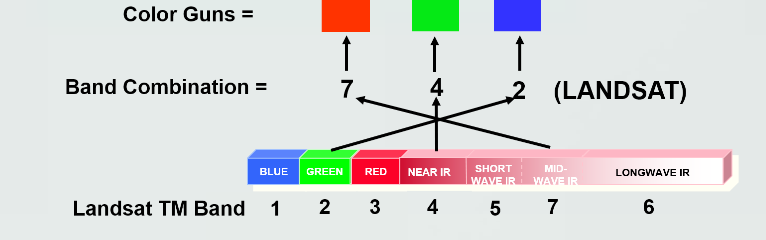 Color Guns =
Band Combination = 7 4 2 (LANDSAT)
BLUE GREEN RED NEAR IR SHORT WAVE IR MID- WAVE IR LONGWAVE IR
Landsat TM Band 1 2 3 4 5 7 6